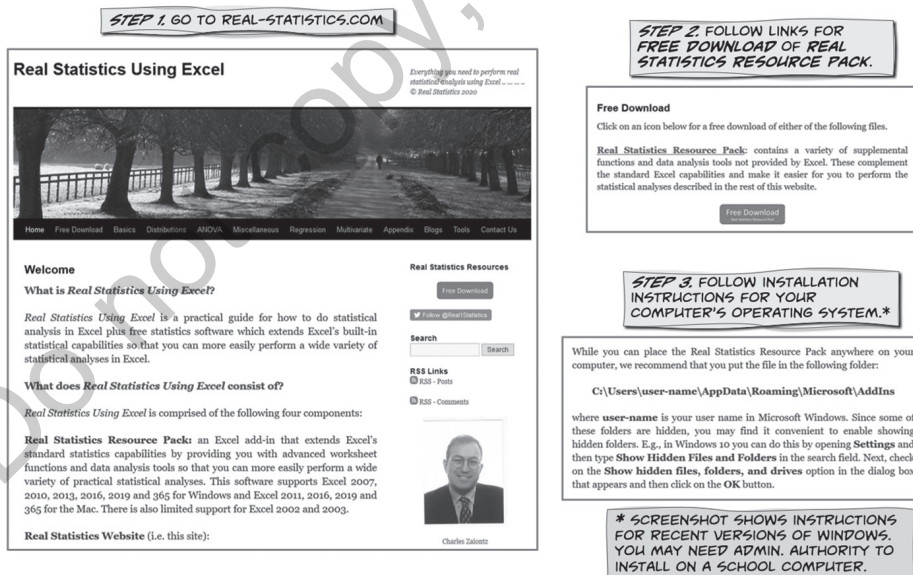 STEP 1. GO TO REAL-STATISTICS.COM
Real Statistics Using Excel
Everything you need to perform real
statistical analysis using Excel .. ... ... ..
© Real Statistics 2020
Home Free Download Basics Distributions ANOVA Miscellaneous Regression Multivariate Appendix Blogs Tools Contact Us
Welcome
What is Real Statistics Using Excel?
Real Statistics Using Excel is a practical guide for how to do statistical
analysis in Excel plus free statistics software which extends Excel's built-in
statistical capabilities so that you can more easily perform a wide variety of
statistical analyses in Excel.
What does Real Statistics Using Excel consist of?
Real Statistics Using Excel is comprised of the following four components:
Real Statistics Resource Pack: an Excel add-in that extends Excel's
standard statistics capabilities by providing you with advanced worksheet
functions and data analysis tools so that you can more easily perform a wide
variety of practical statistical analyses. This software supports Excel 2007,
2010, 2013, 2016, 2019 and 365 for Windows and Excel 2011, 2016, 2019 and
365 for the Mac. There is also limited support for Excel 2002 and 2003.
Real Statistics Website (i.e. this site):
Real Statistics Resources
Free Download
Follow @Real1Statistics
Search
Search
RSS Links
RSS - Posts
RSS - Comments
Charles Zaiontz
STEP 2. FOLLOW LINKS FOR
FREE DOWNLOAD OF REAL
STATISTICS RESOURCE PACK.
Free Download
Click on an icon below for a free download of either of the following files.
Real Statistics Resource Pack: contains a variety of supplemental
functions and data analysis tools not provided by Excel. These complement
the standard Excel capabilities and make it easier for you to perform the
statistical analyses described in the rest of this website.
Free Download
Real Statistics Resource Pack
STEP 3. FOLLOW INSTALLATION
INSTRUCTIONS FOR YOUR
COMPUTER'S OPERATING SYSTEM.*
While you can place the Real Statistics Resource Pack anywhere on your
computer, we recommend that you put the file in the following folder:
C:\Users\user-name\AppData\Roaming\Microsoft\AddIns
where user-name is your user name in Microsoft Windows. Since some of
these folders are hidden, you may find it convenient to enable showing
hidden folders. E.g., in Windows 10 you can do this by opening Settings and
then type Show Hidden Files and Folders in the search field. Next, check
on the Show hidden files, folders, and drives option in the dialog box
that appears and then click on the OK button.
* SCREENSHOT SHOWS INSTRUCTIONS
FOR RECENT VERSIONS OF WINDOWS.
YOU MAY NEED ADMIN. AUTHORITY TO
INSTALL ON A SCHOOL COMPUTER.
Do not copy,